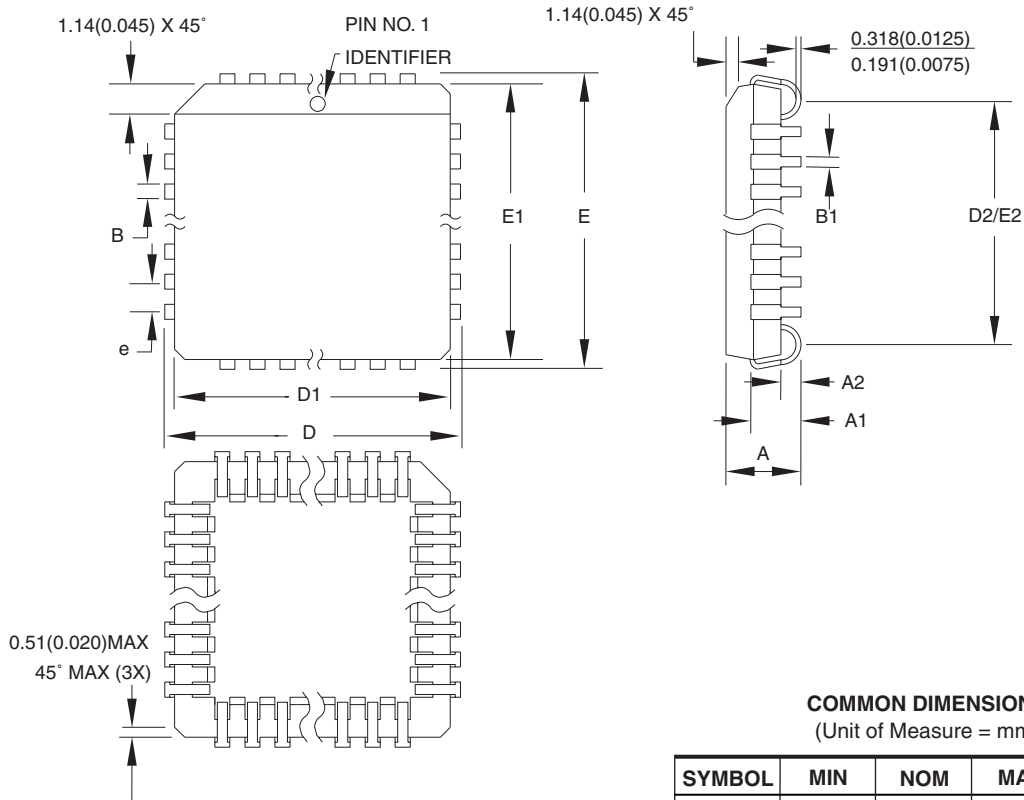 1.14(0.045) X 45˚
PIN NO. 1
IDENTIFIER
1.14(0.045) X 45˚
0.318(0.0125)
0.191(0.0075)
B
e
E1
E
B1
D2/E2
D1
D
A2
A1
A
0.51(0.020)MAX
45˚ MAX (3X)
COMMON DIMENSION
(Unit of Measure = mm
SYMBOL MIN NOM MA